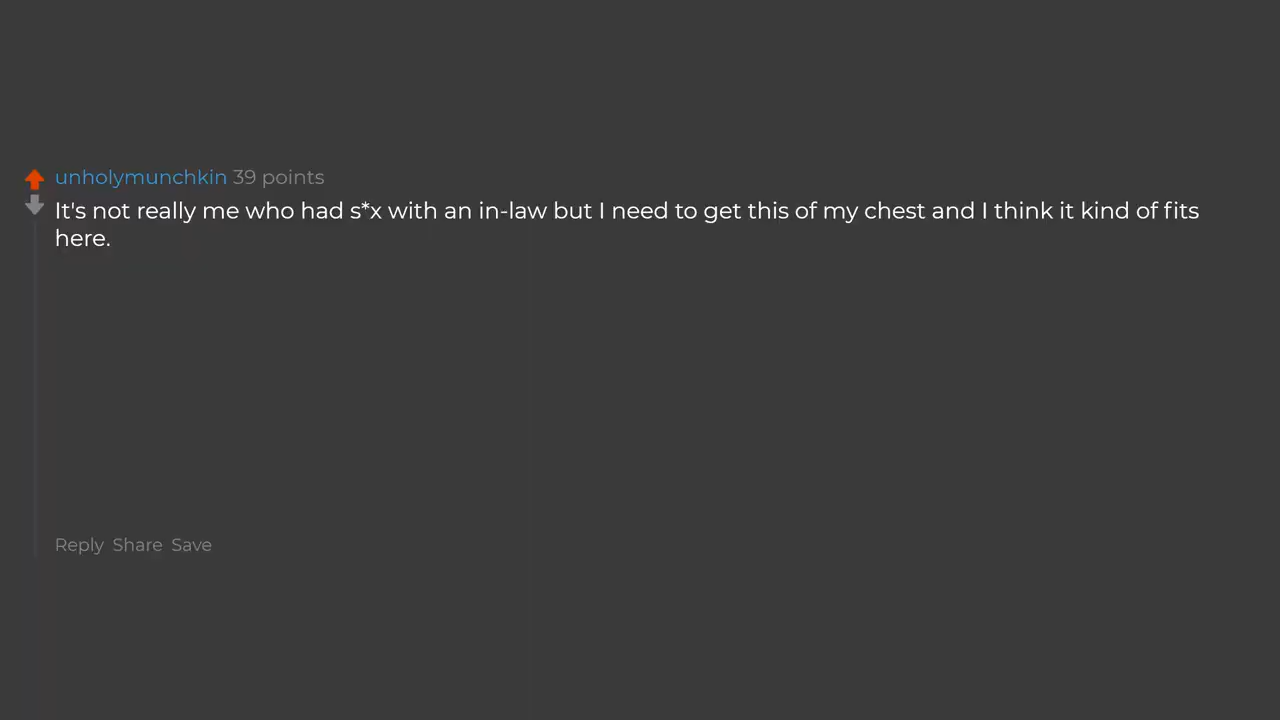 unholymunchkin 39 points
It's not really me who had s*x with an in-law but I need to get this of my chest and I think it kind of fits
here.
Reply Share Save